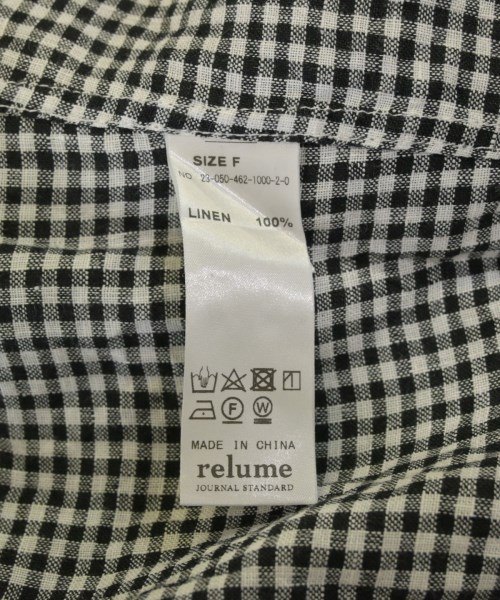 SIZE F
NO. 23-050-462-1000-2-0
LINEN 100%
F W
MADE IN CHINA
relume
JOURNAL STANDARD